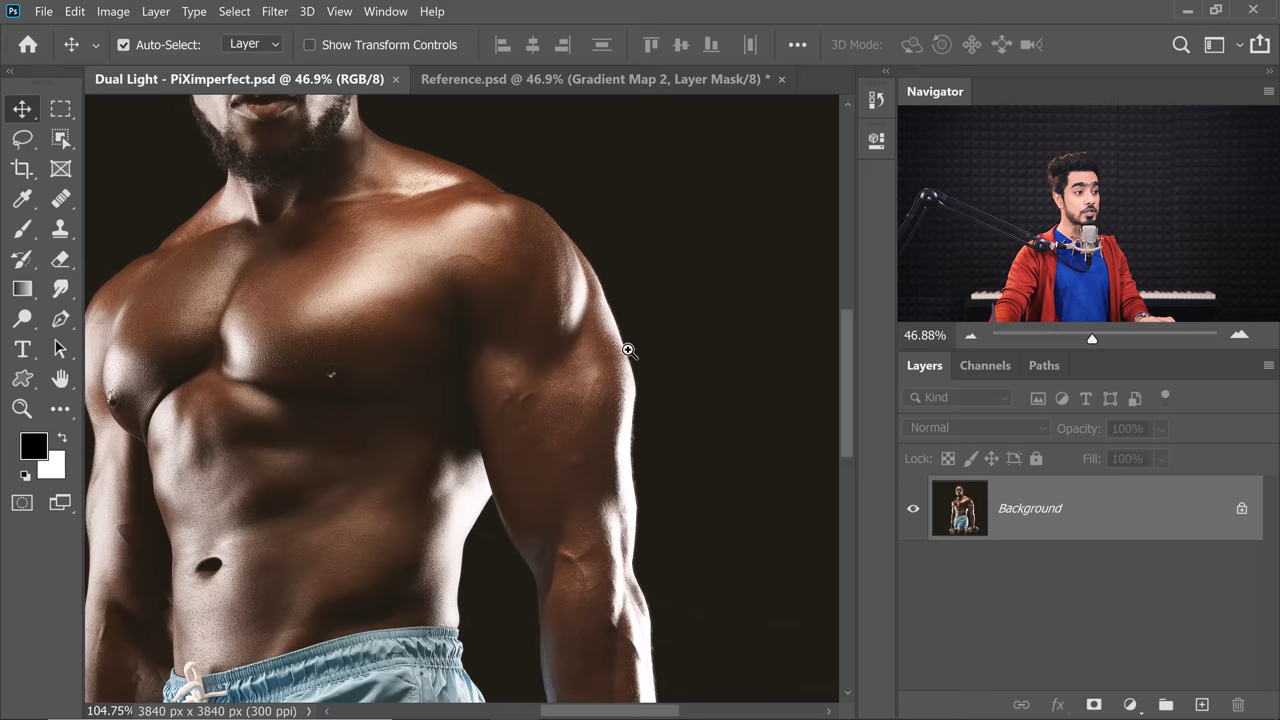 Ps File Edit Image Layer Type Select Filter 3D View Window Help
Auto-Select: Layer Show Transform Controls 3D Mode:
Dual Light - PiXimperfect.psd @ 46.9% (RGB/8) Reference.psd @ 46.9% (Gradient Map 2, Layer Mask/8) *
Navigator
46.88%
Layers Channels Paths
Kind
Normal Opacity: 100%
Lock: Fill: 100%
Background
104.75% 3840 px x 3840 px (300 ppi)